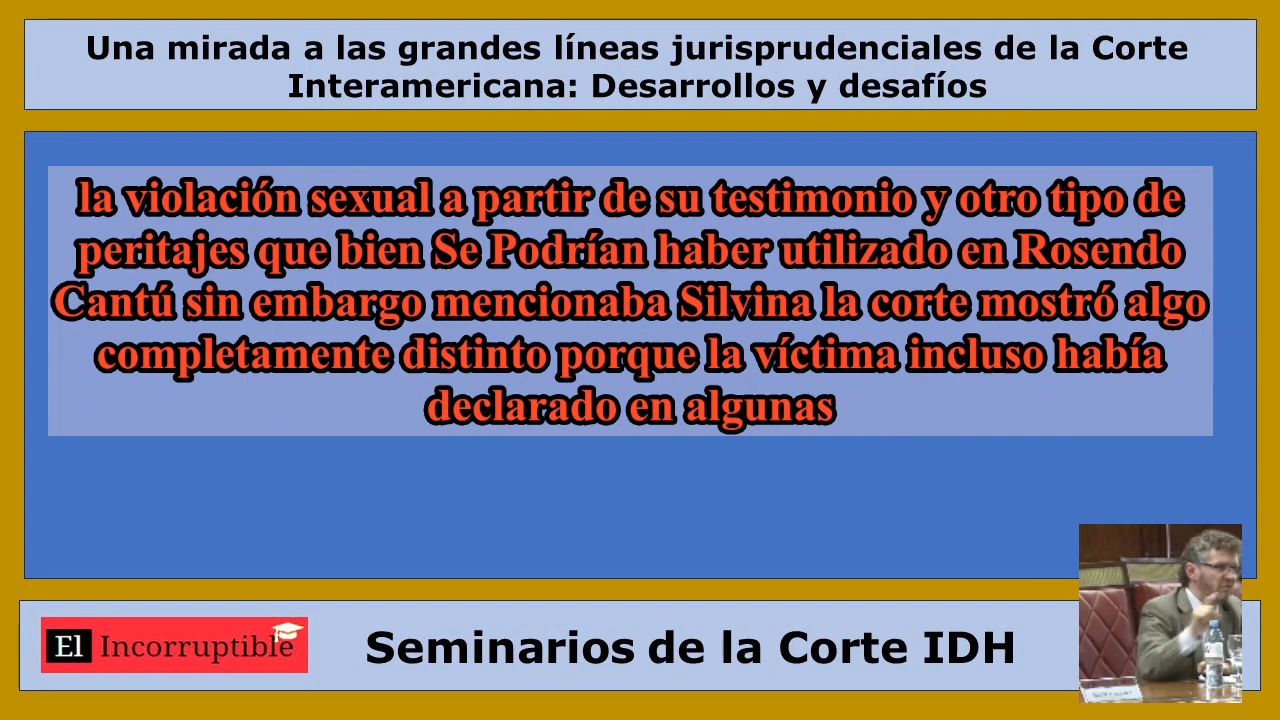 Una mirada a las grandes líneas jurisprudenciales de la Corte
Interamericana: Desarrollos y desafíos
la violación sexual a partir de su testimonio y otro tipo de
peritajes que bien Se Podrían haber utilizado en Rosendo
Cantú sin embargo mencionaba Silvina la corte mostró algo
completamente distinto porque la víctima incluso había
declarado en algunas
El Incorruptible
Seminarios de la Corte IDH